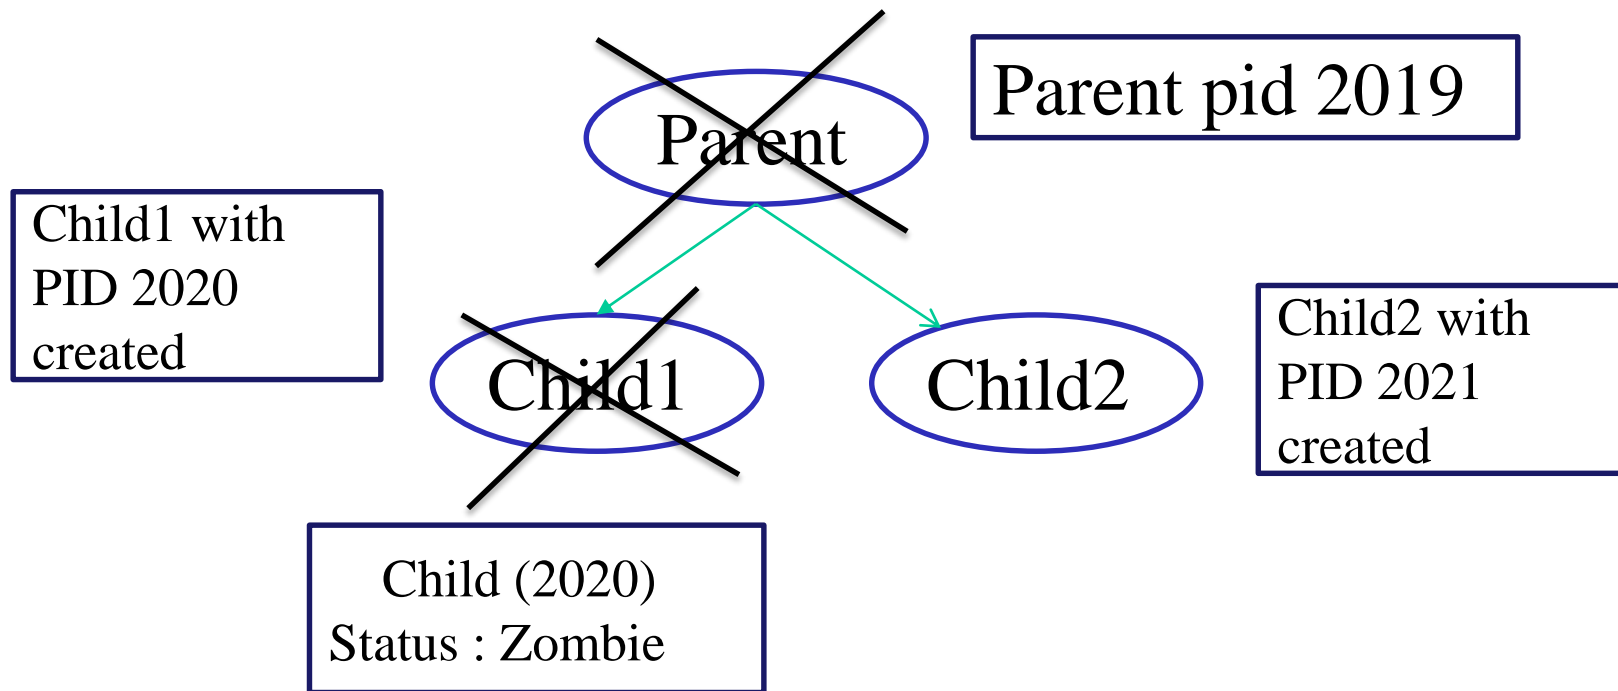 Parent
Parent pid 2019
Child1 with
PID 2020
created
Child1
Child2
Child2 with
PID 2021
created
Child (2020)
Status : Zombie